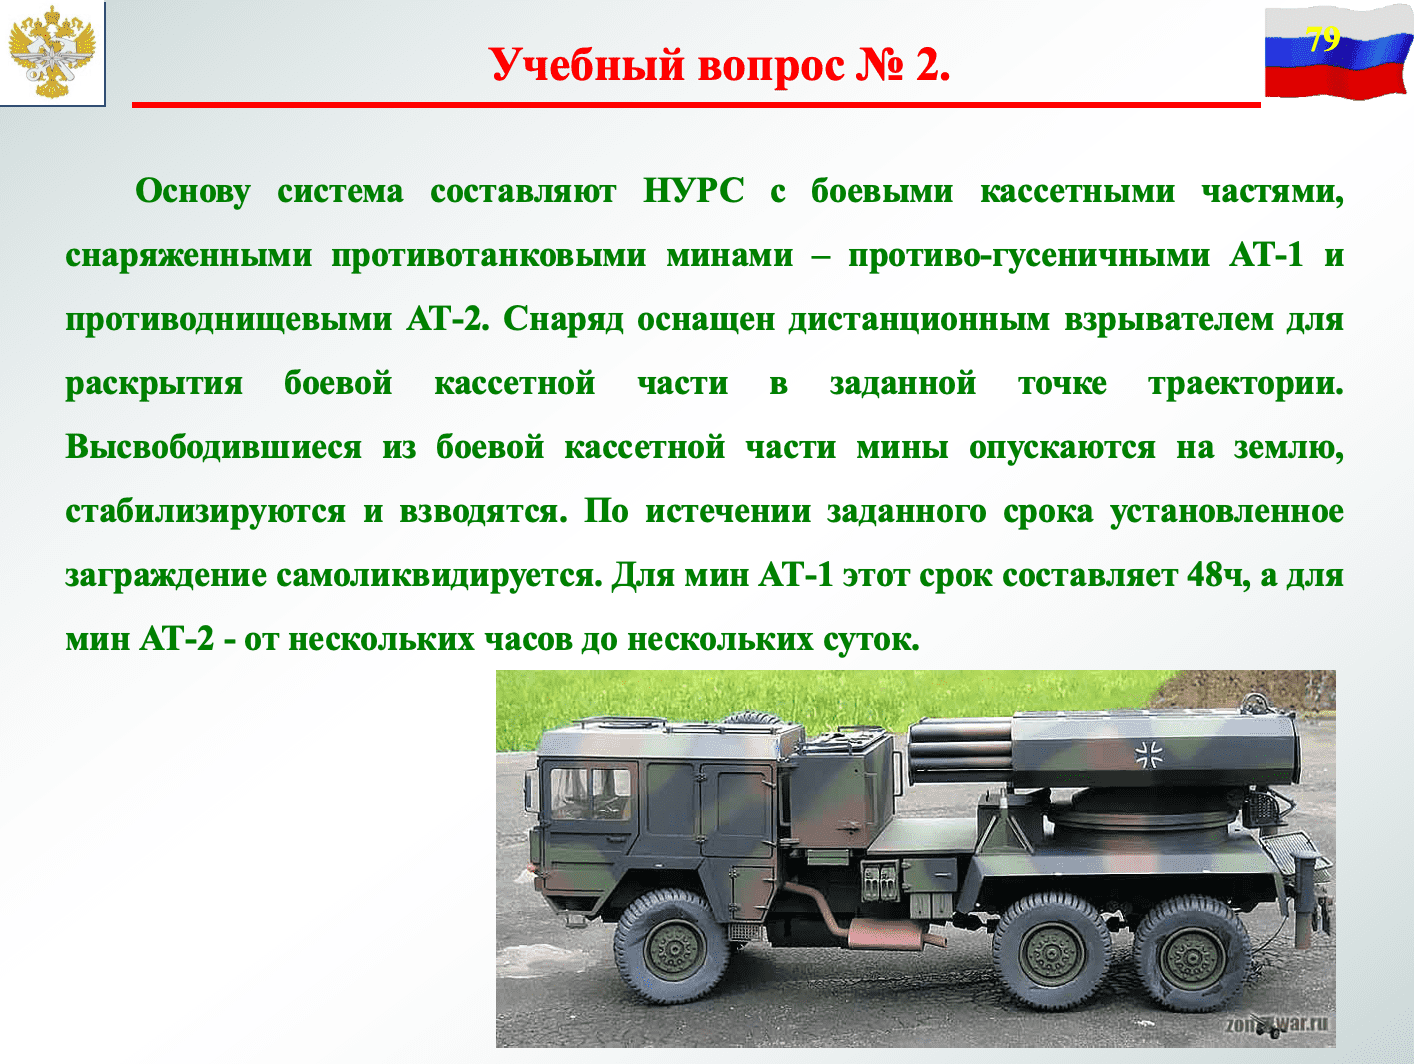 79
Учебный вопрос № 2.
Основу система составляют НУРС с боевыми кассетными частями,
снаряженными противотанковыми минами – противо-гусеничными АТ-1 и
противоднищевыми АТ-2. Снаряд оснащен дистанционным взрывателем для
раскрытия боевой кассетной части в заданной точке траектории.
Высвободившиеся из боевой кассетной части мины опускаются на землю,
стабилизируются и взводятся. По истечении заданного срока установленное
заграждение самоликвидируется. Для мин АТ-1 этот срок составляет 48ч, а для
мин АТ-2 - от нескольких часов до нескольких суток.
zonwar.ru